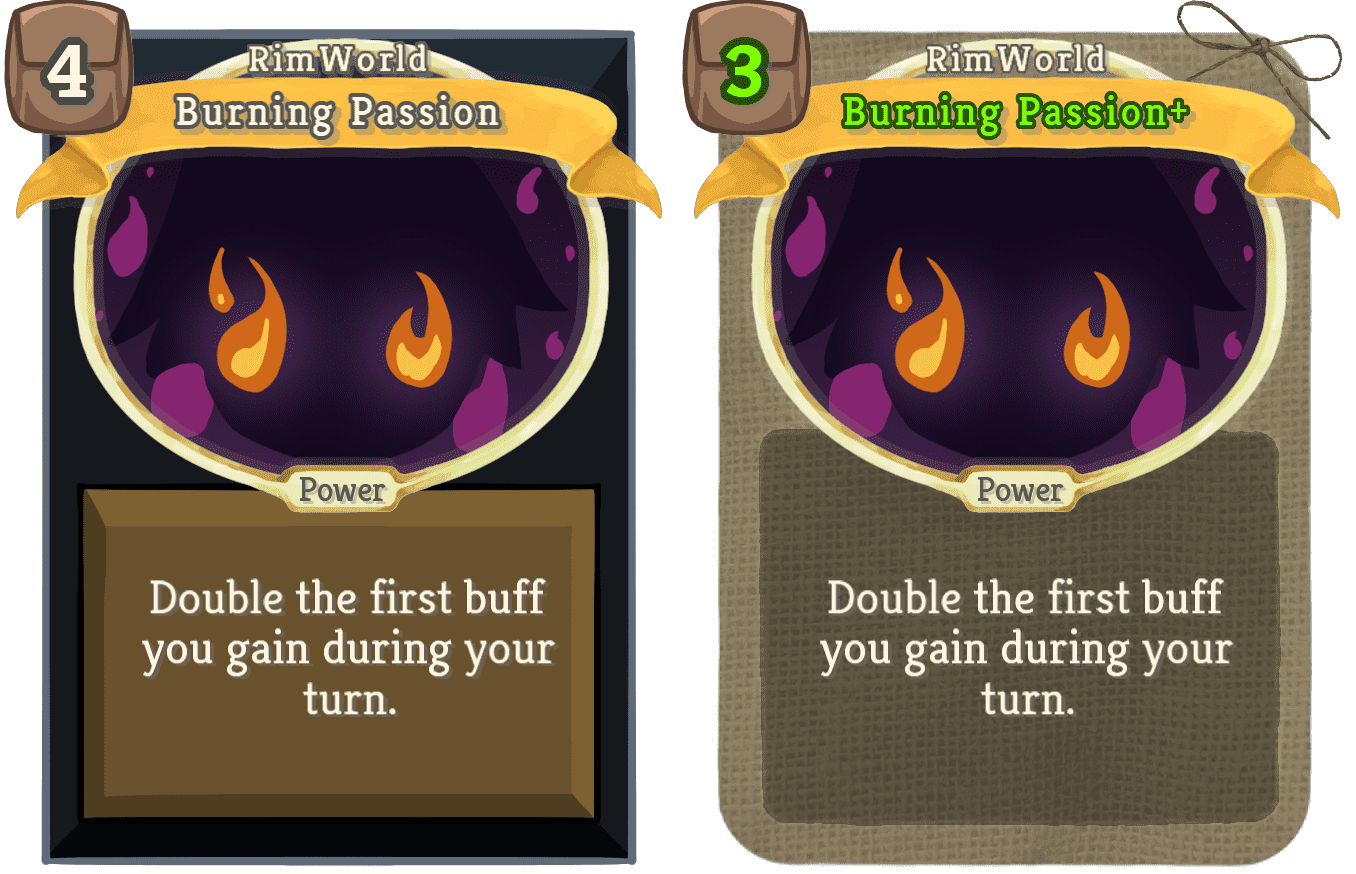 4
RimWorld
Burning Passion
Power
Double the first buff
you gain during your
turn.
3
RimWorld
Burning Passion+
Power
Double the first buff
you gain during your
turn.